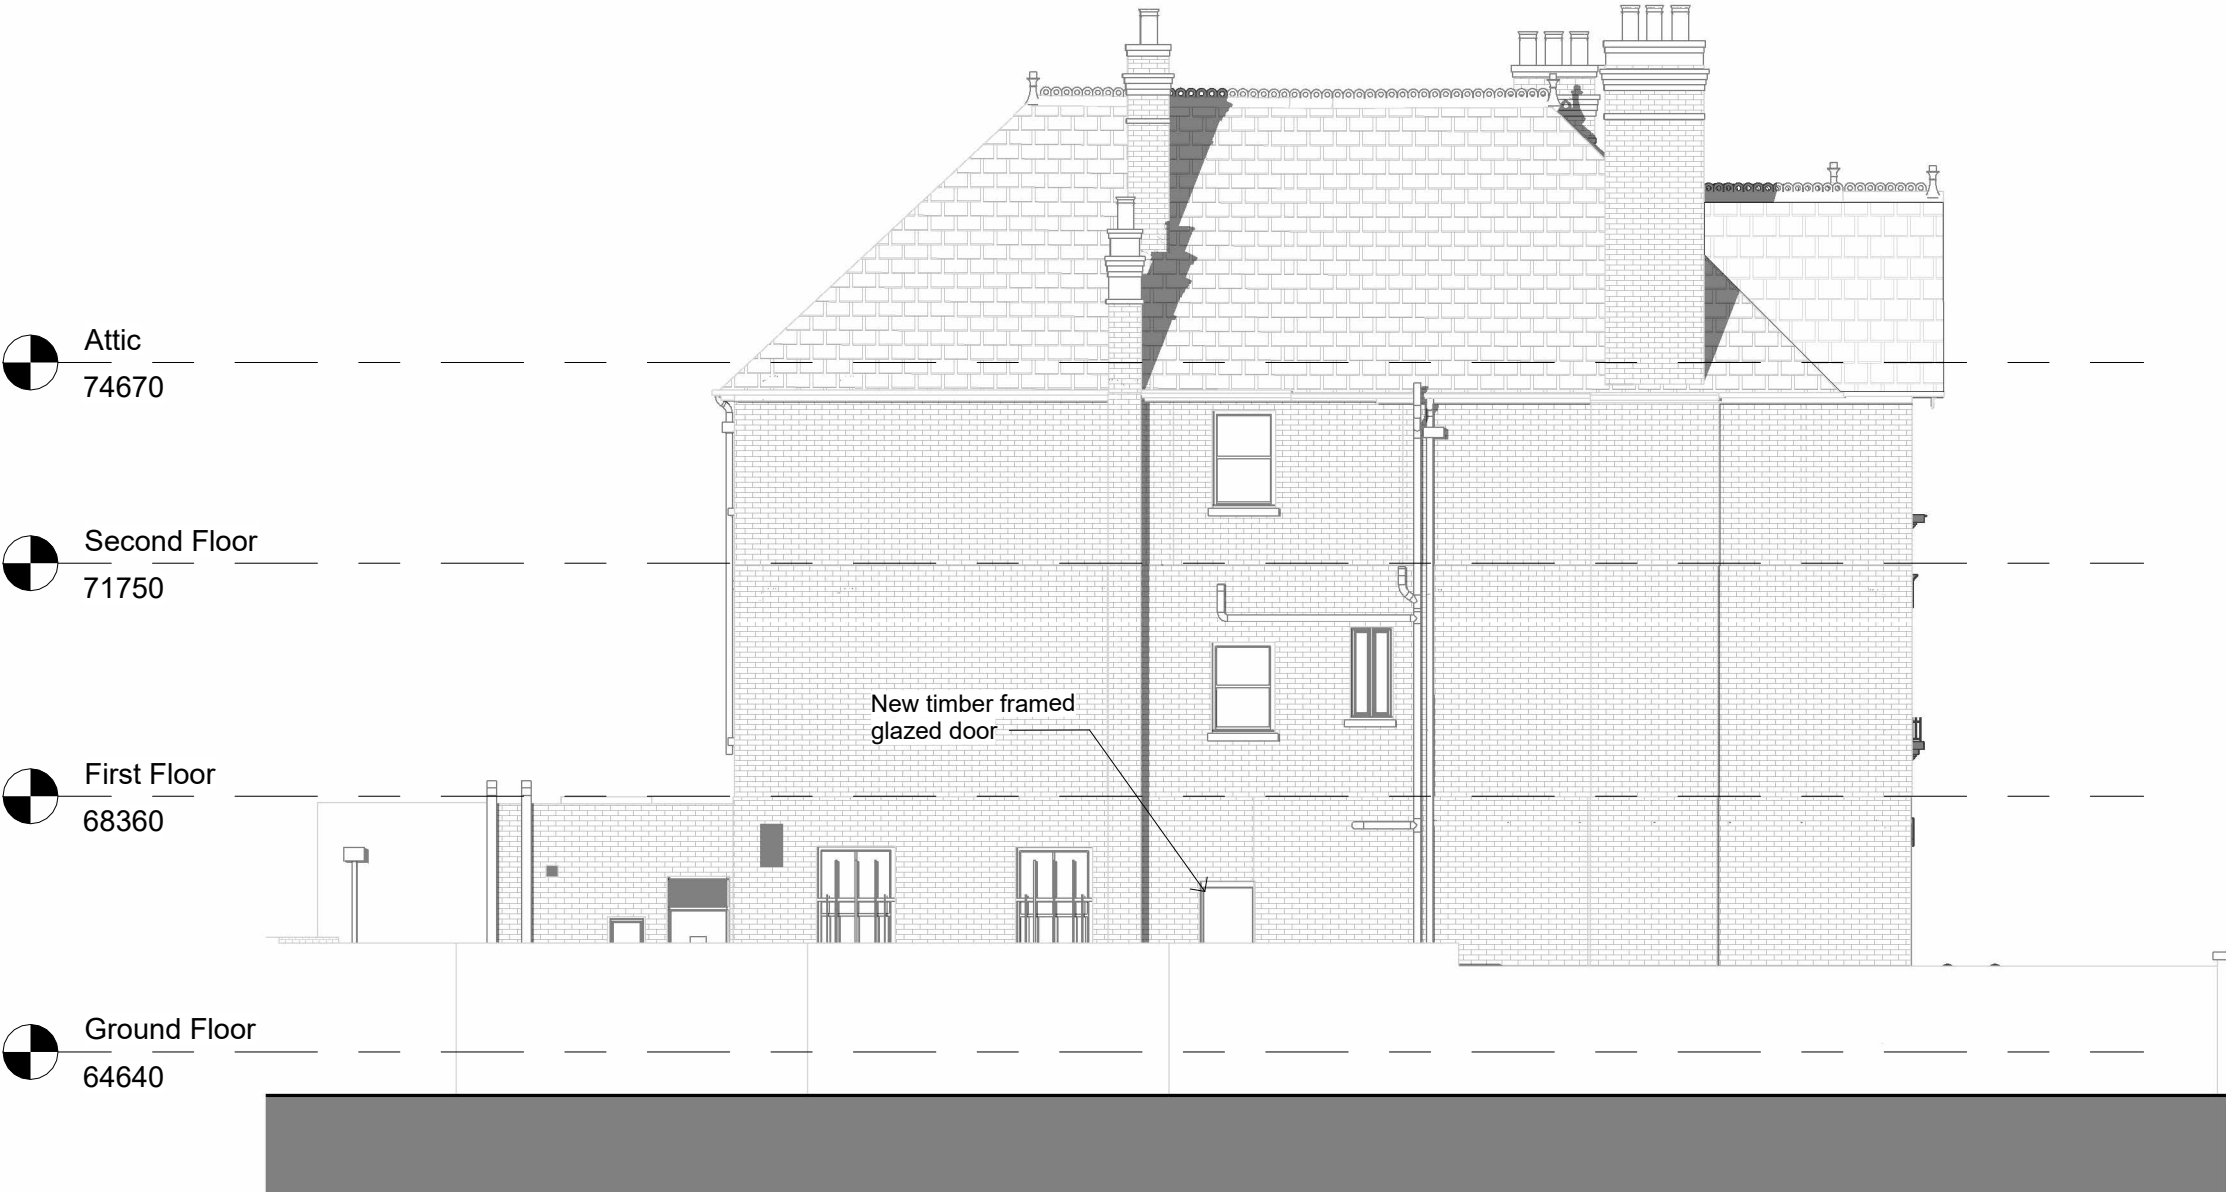 Attic
74670
Second Floor
71750
New timber framed
glazed door
First Floor
68360
Ground Floor
64640